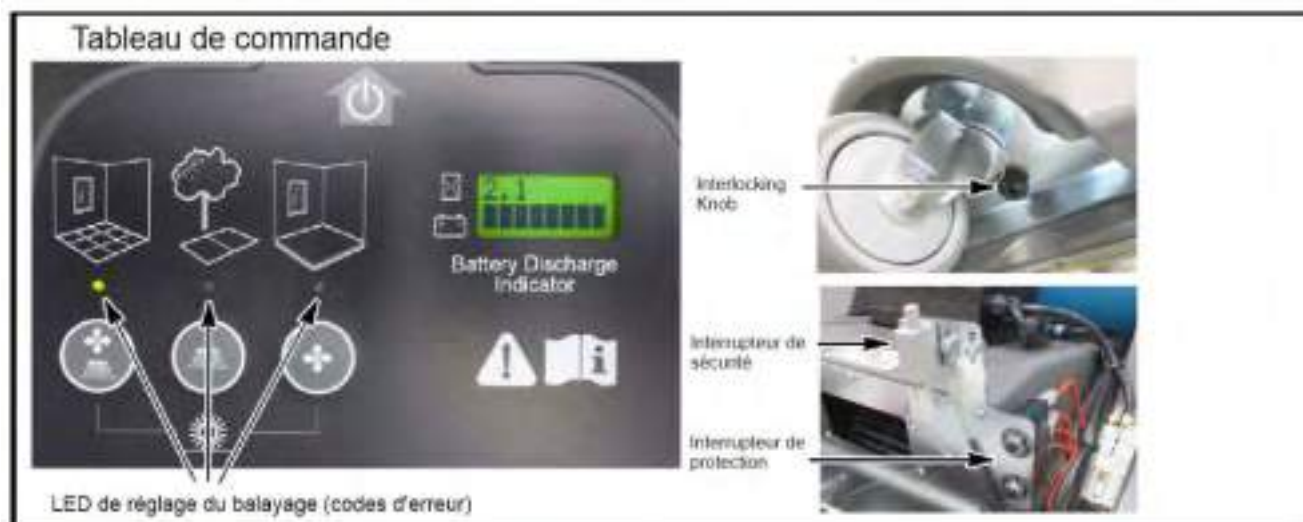 Tableau de commande
2.1
Battery Discharge
Indicator
LED de réglage du balayage (codes d'erreur)
Interlocking
Knob
Interrupteur de
sécurité
Interrupteur de
protection